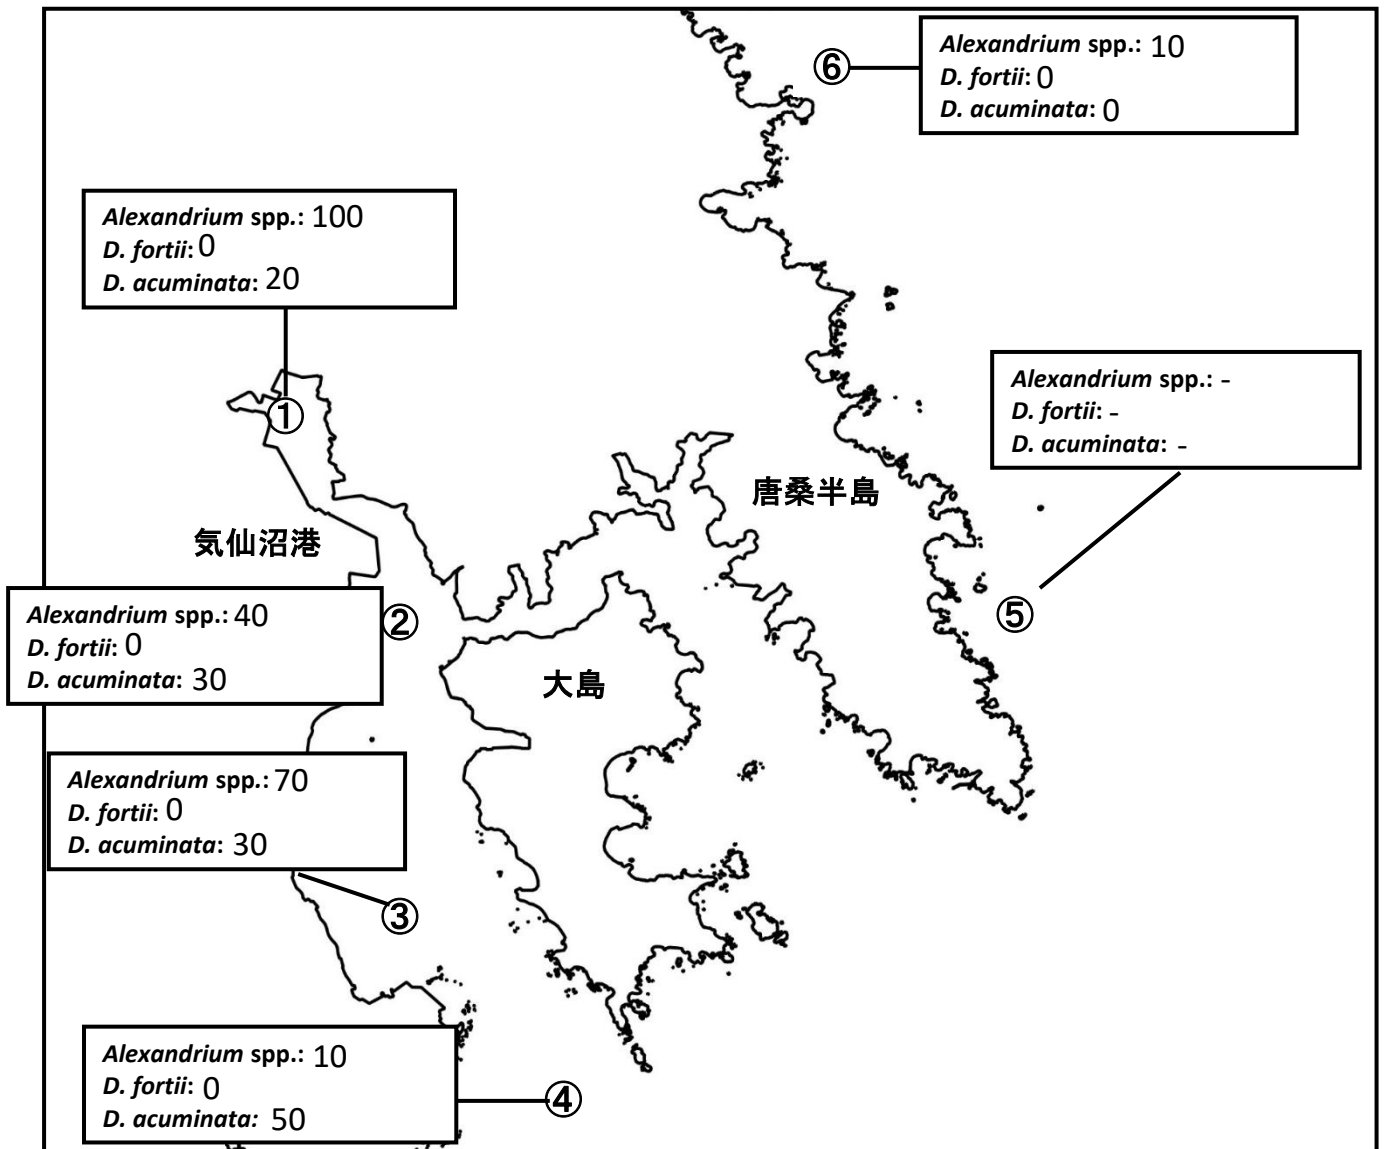 ⑥
Alexandrium spp.: 10
D. fortii: 0
D. acuminata: 0
Alexandrium spp.: 100
D. fortii: 0
D. acuminata: 20
①
Alexandrium spp.: -
D. fortii: -
D. acuminata: -
唐桑半島
気仙沼港
⑤
Alexandrium spp.: 40
D. fortii: 0
D. acuminata: 30
②
大島
Alexandrium spp.: 70
D. fortii: 0
D. acuminata: 30
③
Alexandrium spp.: 10
D. fortii: 0
D. acuminata: 50
④